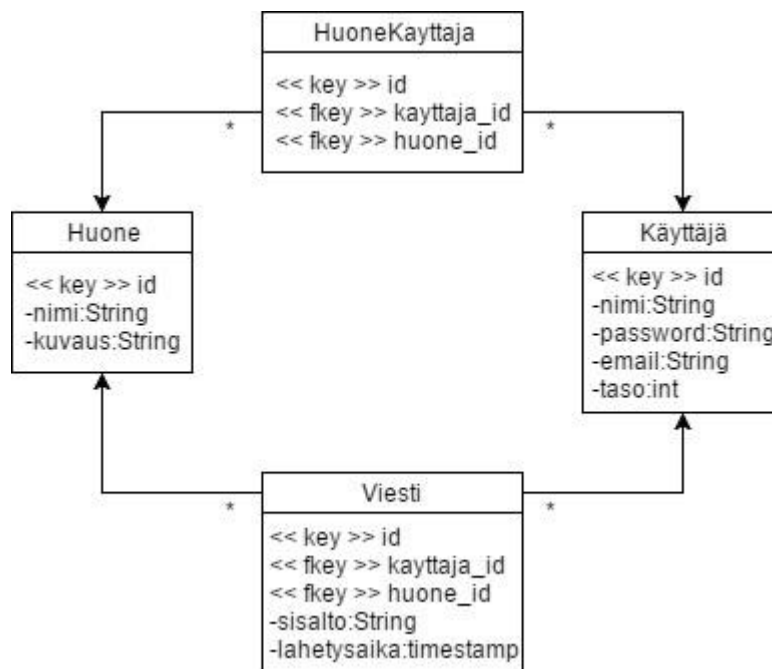 HuoneKayttaja
<< key >> id
<< fkey >> kayttaja_id
<< fkey >> huone_id
*
*
Huone
<< key >> id
-nimi:String
-kuvaus:String
Käyttäjä
<< key >> id
-nimi:String
-password:String
-email:String
-taso:int
Viesti
<< key >> id
<< fkey >> kayttaja_id
<< fkey >> huone_id
-sisalto:String
-lahetysaika:timestamp
*
*